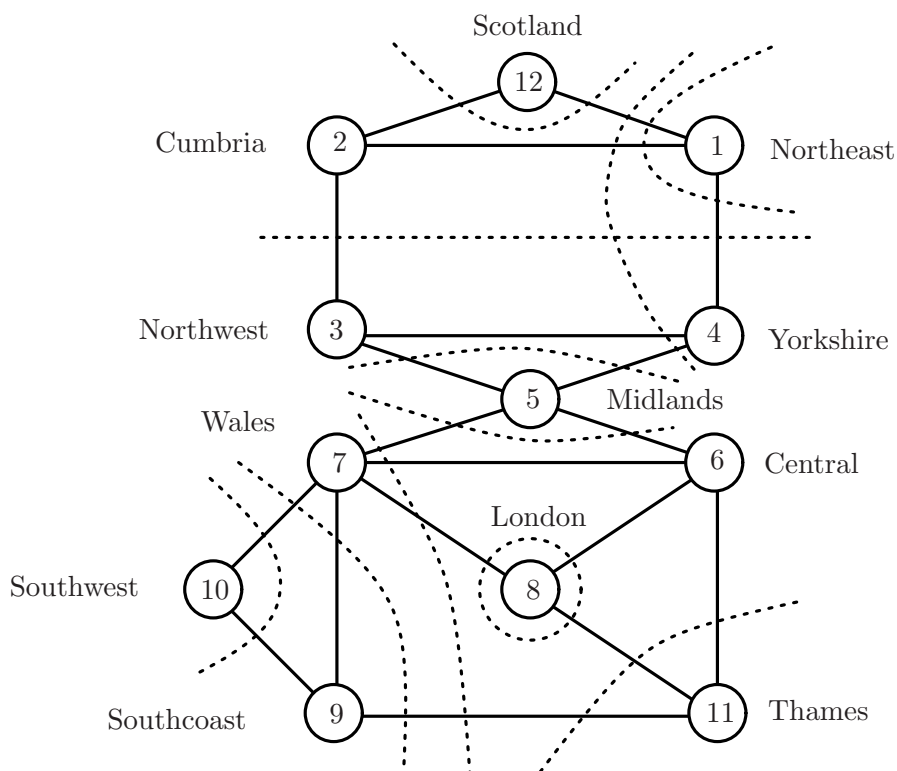 Scotland
12
Cumbria
2
1
Northeast
Northwest
3
4
Yorkshire
5
Midlands
Wales
7
6
Central
London
Southwest
10
8
Southcoast
9
11
Thames